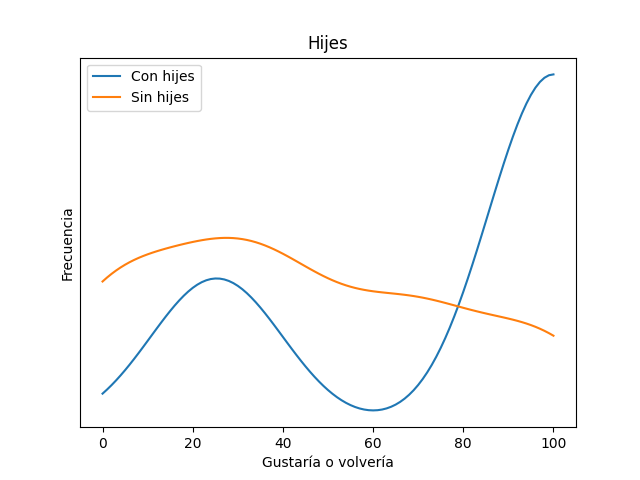 Hijes
Con hijes
Sin hijes
Frecuencia
0 20 40 60 80 100
Gustaría o volvería